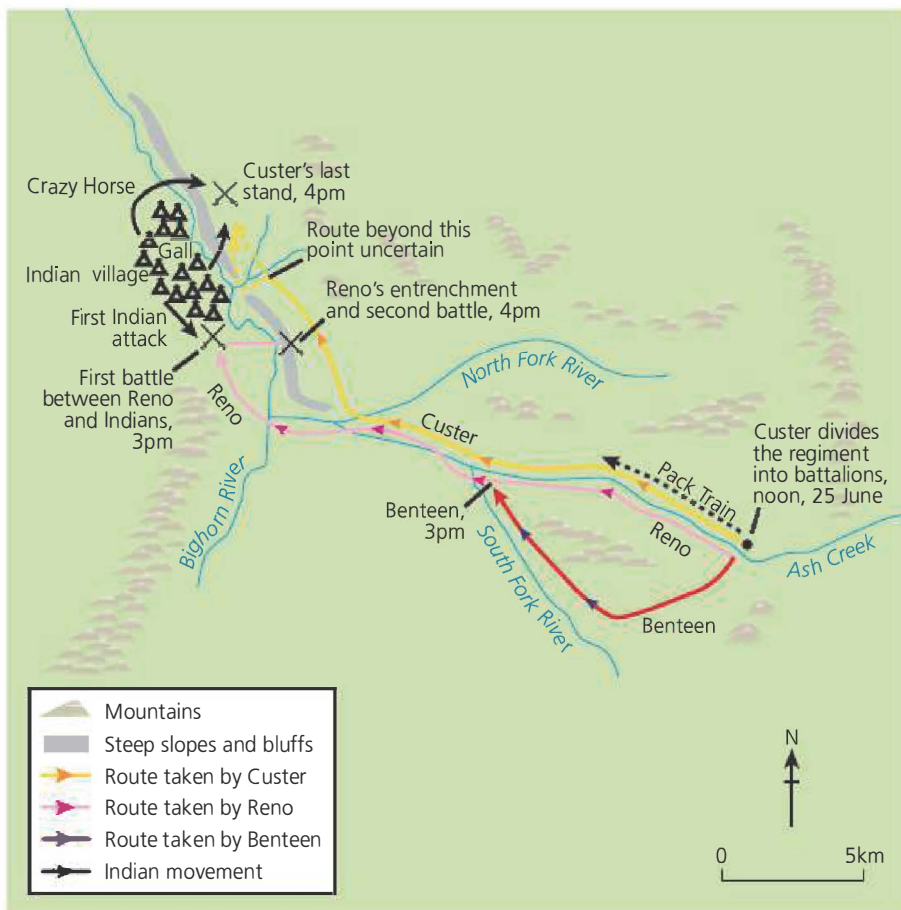 Crazy Horse
Custer's last
stand, 4pm
Gall
Route beyond this
point uncertain
Indian village
Reno's entrenchment
and second battle, 4pm
First Indian
attack
First battle
between Reno
and Indians,
3pm
Reno
North Fork River
Custer
Custer divides
the regiment
into battalions,
noon, 25 June
Pack Train
Benteen,
3pm
Reno
Bighorn River
South Fork River
Ash Creek
Benteen
Mountains
Steep slopes and bluffs
Route taken by Custer
Route taken by Reno
Route taken by Benteen
Indian movement
N
0 5km